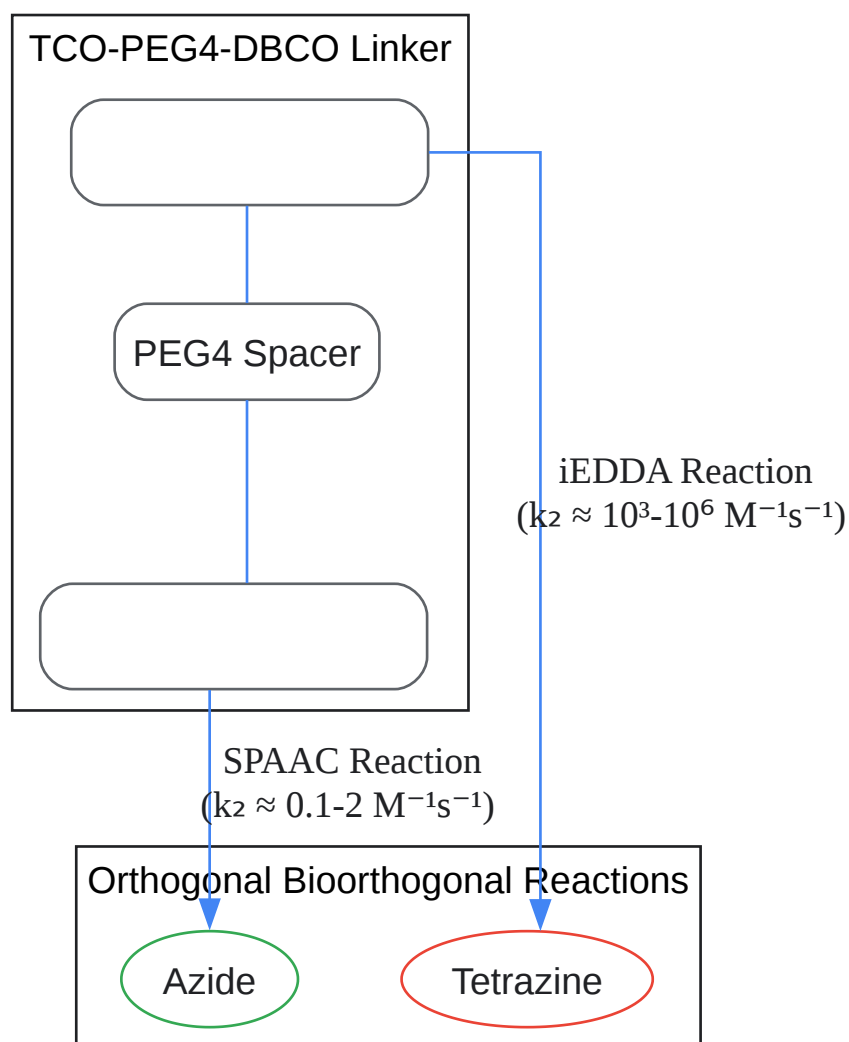 TCO-PEG4-DBCO Linker
PEG4 Spacer
iEDDA Reaction
(k₂ ≈ 10³-10⁶ M⁻¹s⁻¹)
SPAAC Reaction
(k₂ ≈ 0.1-2 M⁻¹s⁻¹)
Orthogonal Bioorthogonal Reactions
Azide
Tetrazine